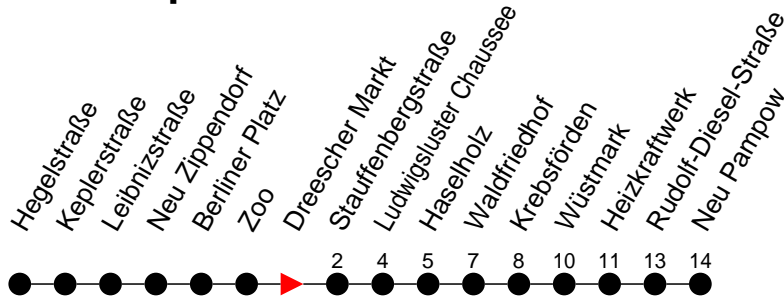 Hegelstraße
Keplerstraße
Leibnizstraße
Neu Zippendorf
Berliner Platz
Zoo
Dreescher Markt
Stauffenbergstraße
Ludwigsluster Chaussee
Haselholz
Waldfriedhof
Krebsförden
Wüstmark
Heizkraftwerk
Rudolf-Diesel-Straße
Neu Pampow
2 4 5 7 8 10 11 13 14